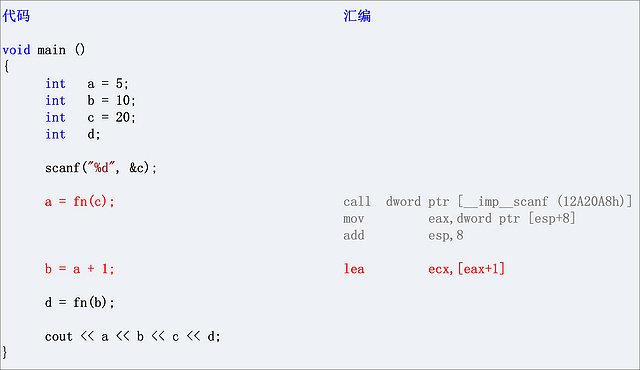 代码 汇编
void main ()
{
int a = 5;
int b = 10;
int c = 20;
int d;
scanf("%d", &c);
a = fn(c); call dword ptr [__imp__scanf (12A20A8h)]
mov eax,dword ptr [esp+8]
add esp,8
b = a + 1; lea ecx,[eax+1]
d = fn(b);
cout << a << b << c << d;
}